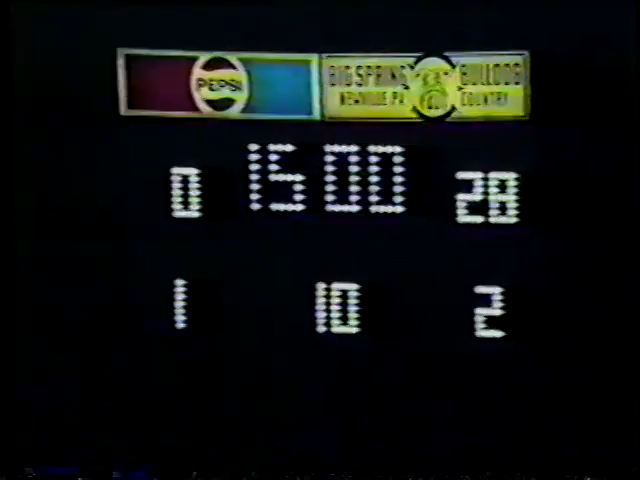 PEPSI
BIG SPRING BULLDOG
NEWVILLE, PA. COUNTRY
0 15 00 28
1 10 2